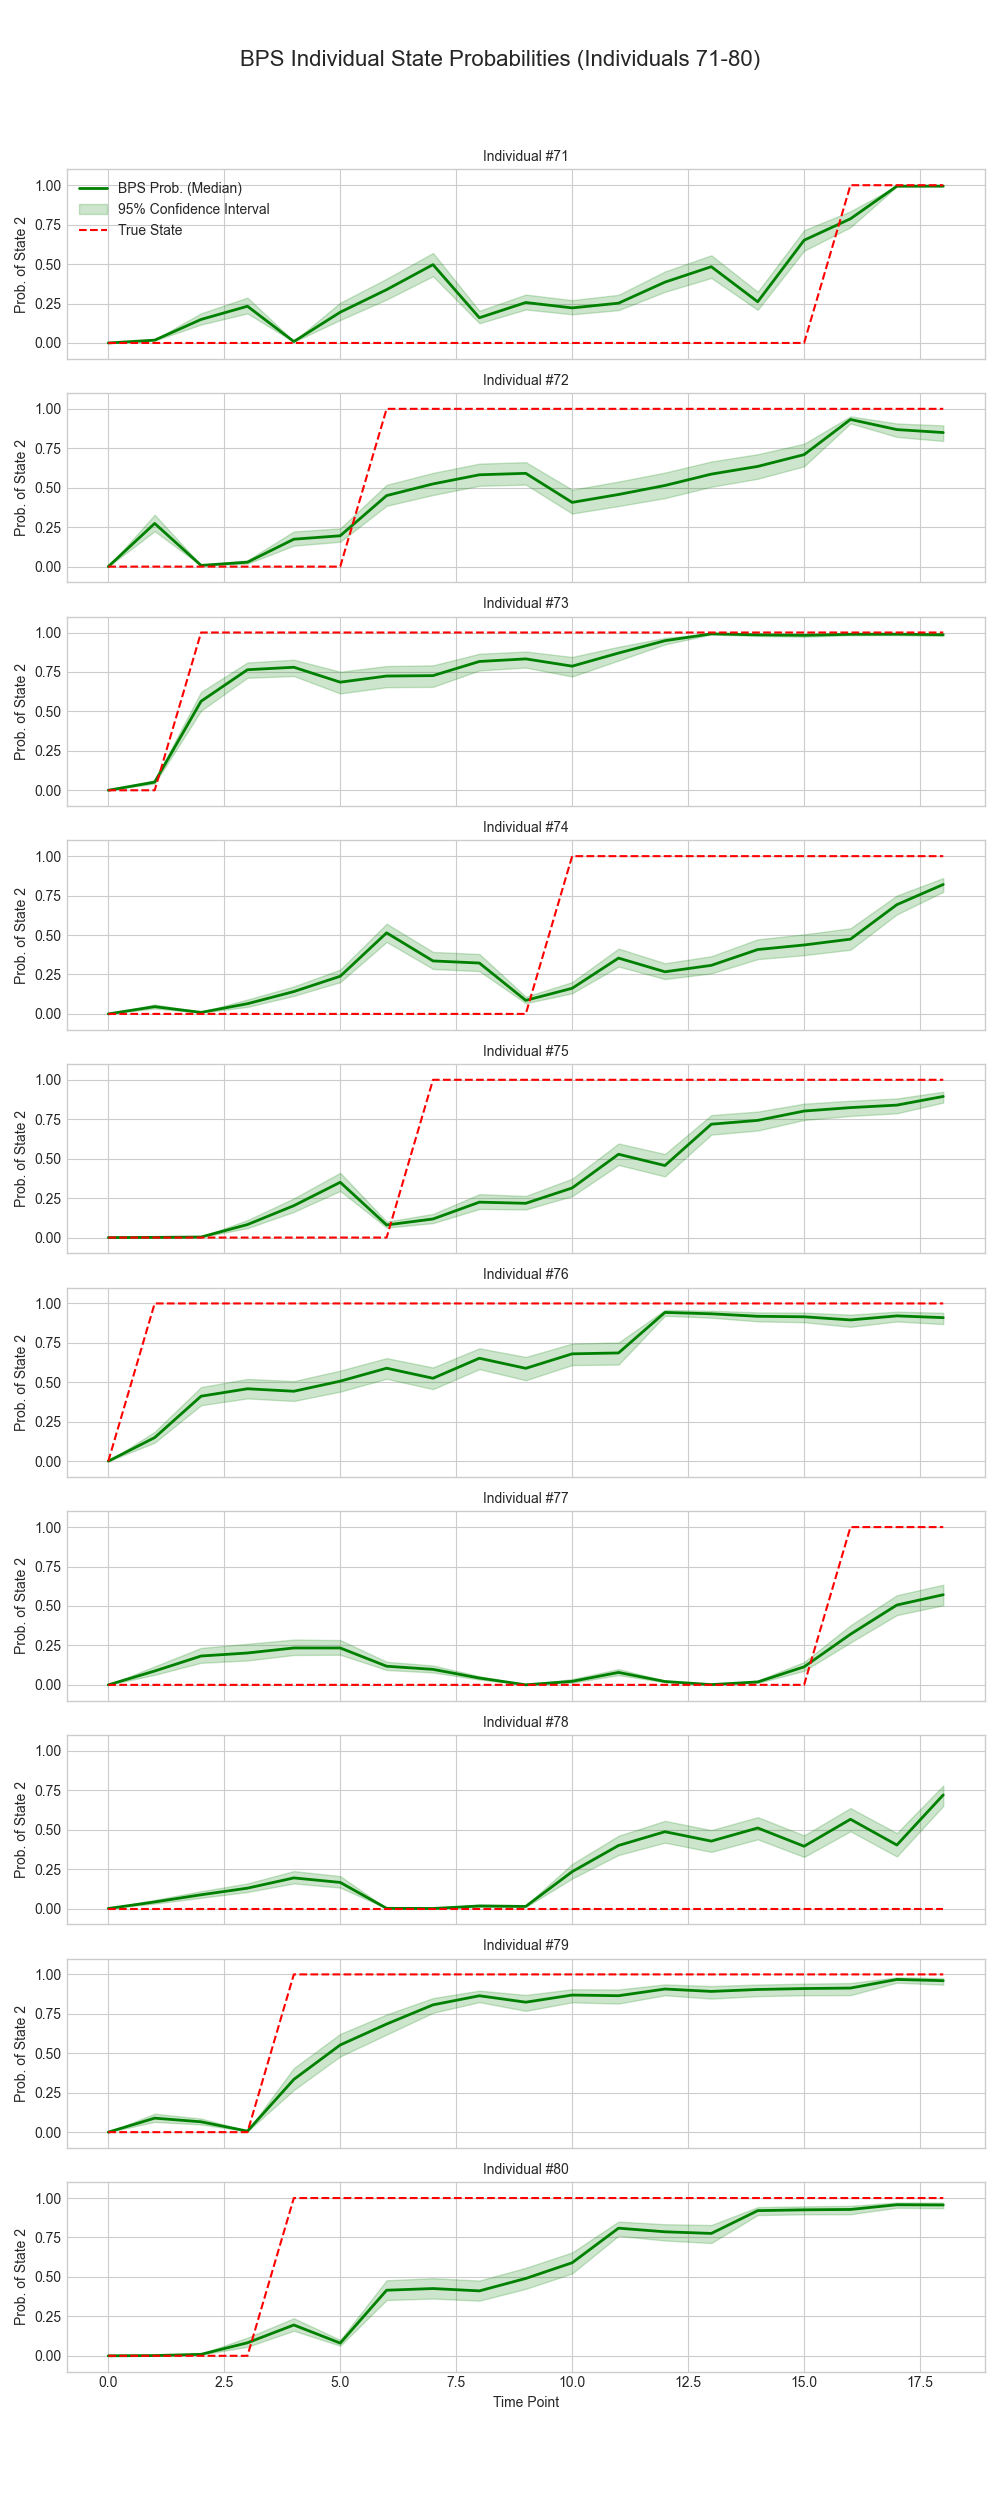 BPS Individual State Probabilities (Individuals 71-80)
Individual #71
1.00
0.75
0.50
0.25
0.00
Prob. of State 2
BPS Prob. (Median)
95% Confidence Interval
True State
Individual #72
1.00
0.75
0.50
0.25
0.00
Prob. of State 2
Individual #73
1.00
0.75
0.50
0.25
0.00
Prob. of State 2
Individual #74
1.00
0.75
0.50
0.25
0.00
Prob. of State 2
Individual #75
1.00
0.75
0.50
0.25
0.00
Prob. of State 2
Individual #76
1.00
0.75
0.50
0.25
0.00
Prob. of State 2
Individual #77
1.00
0.75
0.50
0.25
0.00
Prob. of State 2
Individual #78
1.00
0.75
0.50
0.25
0.00
Prob. of State 2
Individual #79
1.00
0.75
0.50
0.25
0.00
Prob. of State 2
Individual #80
1.00
0.75
0.50
0.25
0.00
Prob. of State 2
0.0 2.5 5.0 7.5 10.0 12.5 15.0 17.5
Time Point